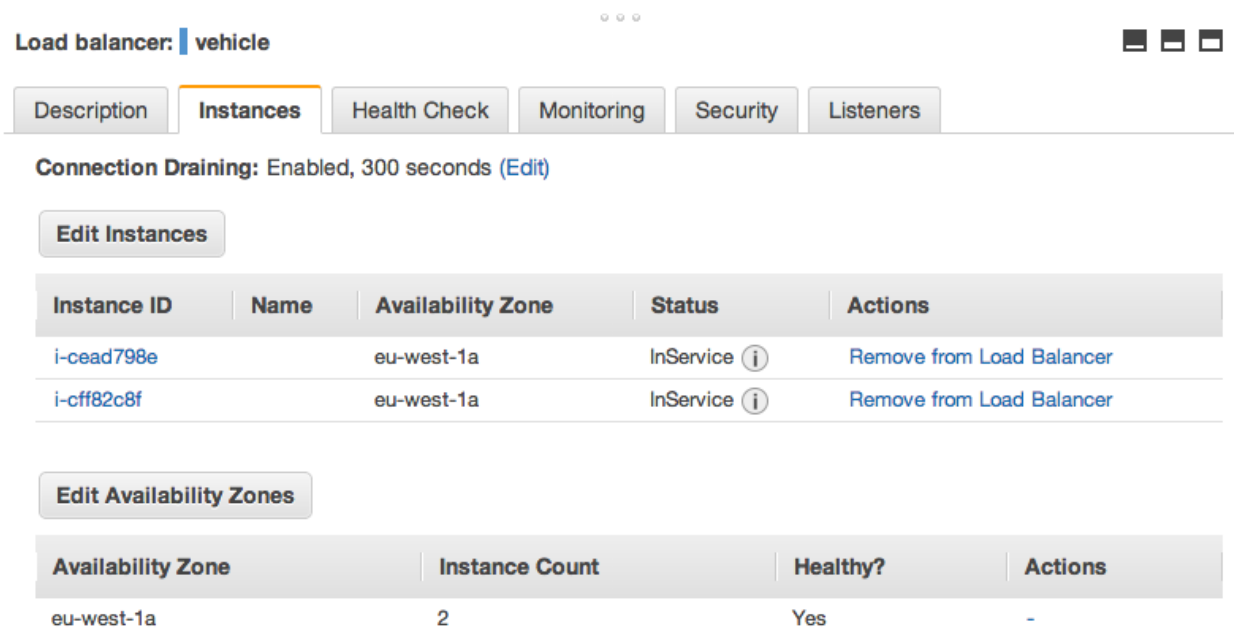 Load balancer: vehicle
Description Instances Health Check Monitoring Security Listeners
Connection Draining: Enabled, 300 seconds (Edit)
Edit Instances
Instance ID Name Availability Zone Status Actions
i-cead798e eu-west-1a InService i Remove from Load Balancer
i-cff82c8f eu-west-1a InService i Remove from Load Balancer
Edit Availability Zones
Availability Zone Instance Count Healthy? Actions
eu-west-1a 2 Yes -